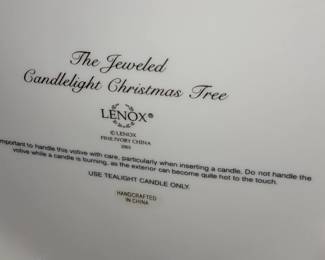 The Jeweled
Candlelight Christmas Tree
LENOX®
© LENOX
FINE IVORY CHINA
important to handle this votive with care, particularly when inserting a candle. Do not handle the
votive while a candle is burning, as the exterior can become quite hot to the touch.
USE TEALIGHT CANDLE ONLY.
HANDCRAFTED
IN CHINA